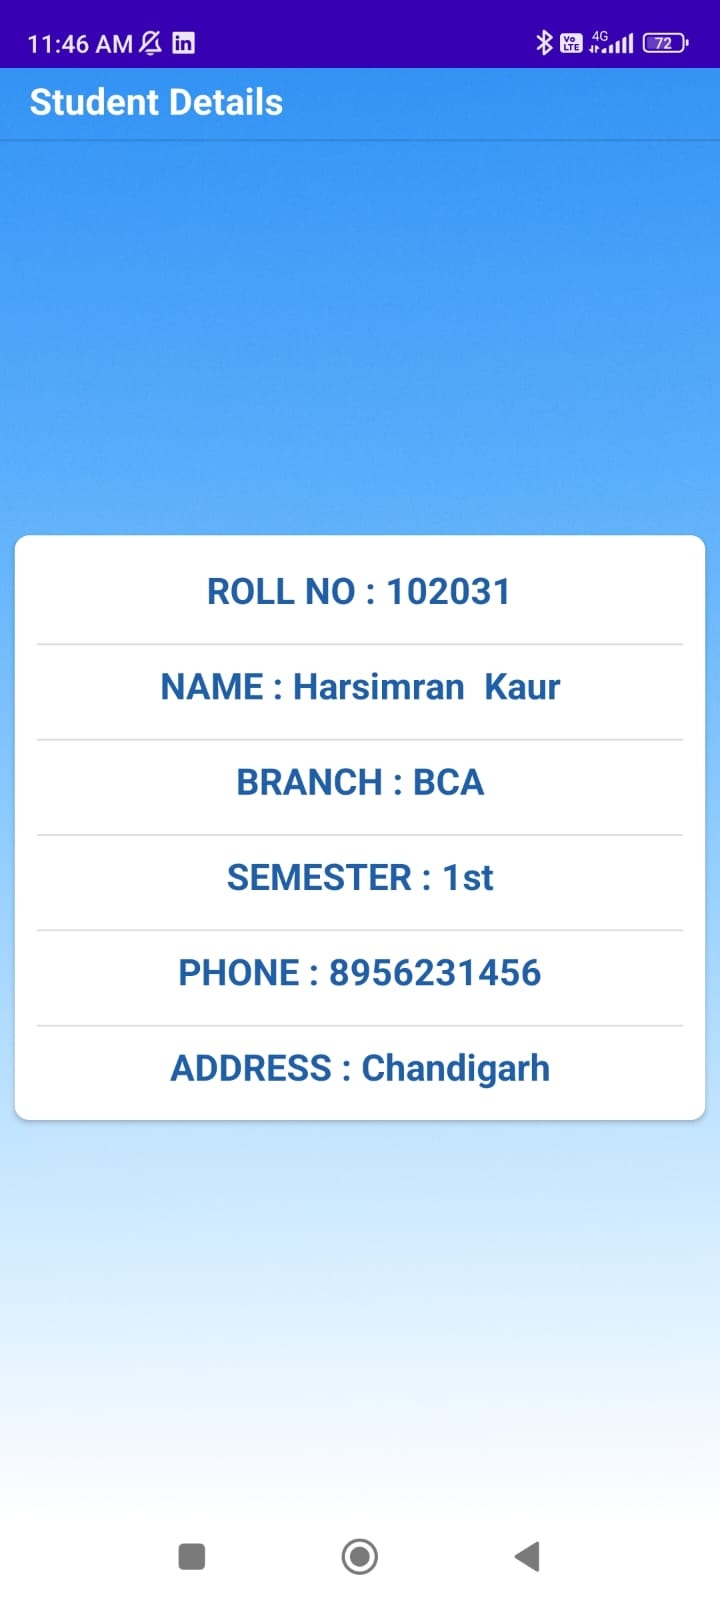 11:46 AM in Vo LTE 4G 72
Student Details
ROLL NO : 102031
NAME : Harsimran  Kaur
BRANCH : BCA
SEMESTER : 1st
PHONE : 8956231456
ADDRESS : Chandigarh